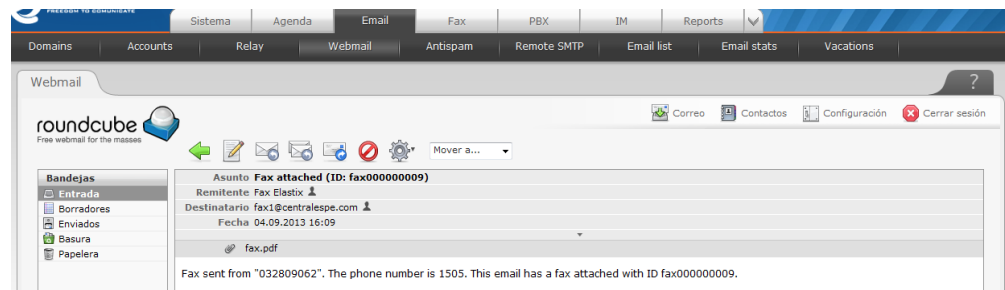 FREEDOM TO COMMUNICATE
Sistema Agenda Email Fax PBX IM Reports
Domains Accounts Relay Webmail Antispam Remote SMTP Email list Email stats Vacations
Webmail ?
Correo Contactos Configuración Cerrar sesión
roundcube
Free webmail for the masses
Mover a...
Bandejas
Entrada
Borradores
Enviados
Basura
Papelera
Asunto Fax attached (ID: fax000000009)
Remitente Fax Elastix
Destinatario fax1@centralespe.com
Fecha 04.09.2013 16:09
fax.pdf
Fax sent from "032809062". The phone number is 1505. This email has a fax attached with ID fax000000009.